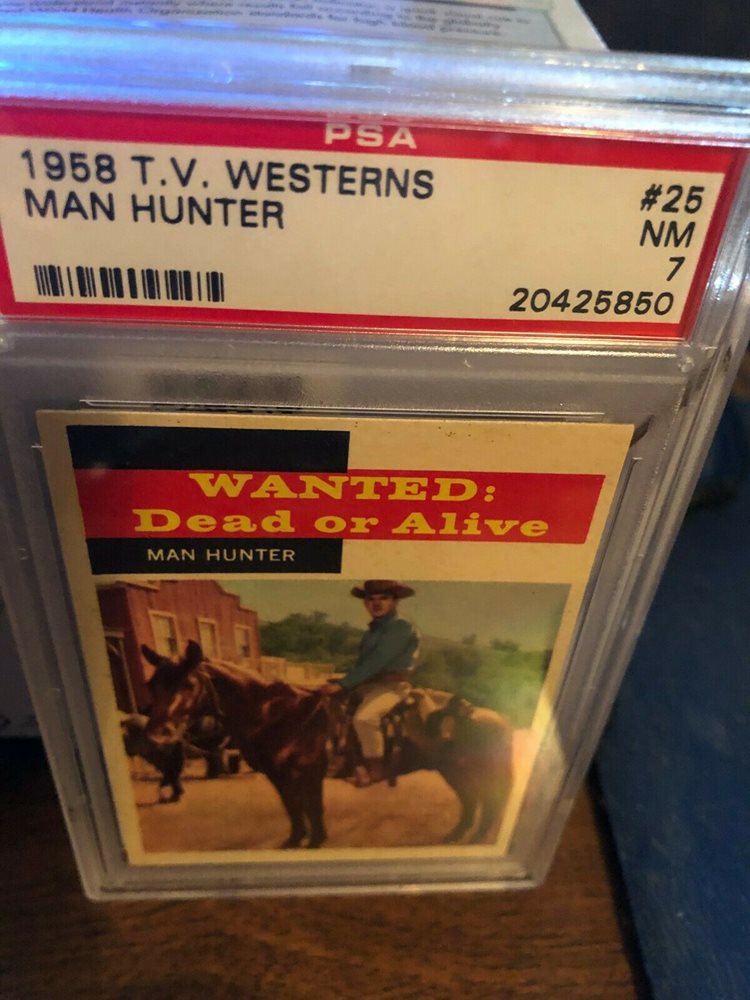 PSA
1958 T.V. WESTERNS
MAN HUNTER
#25
NM
7
20425850
WANTED:
Dead or Alive
MAN HUNTER